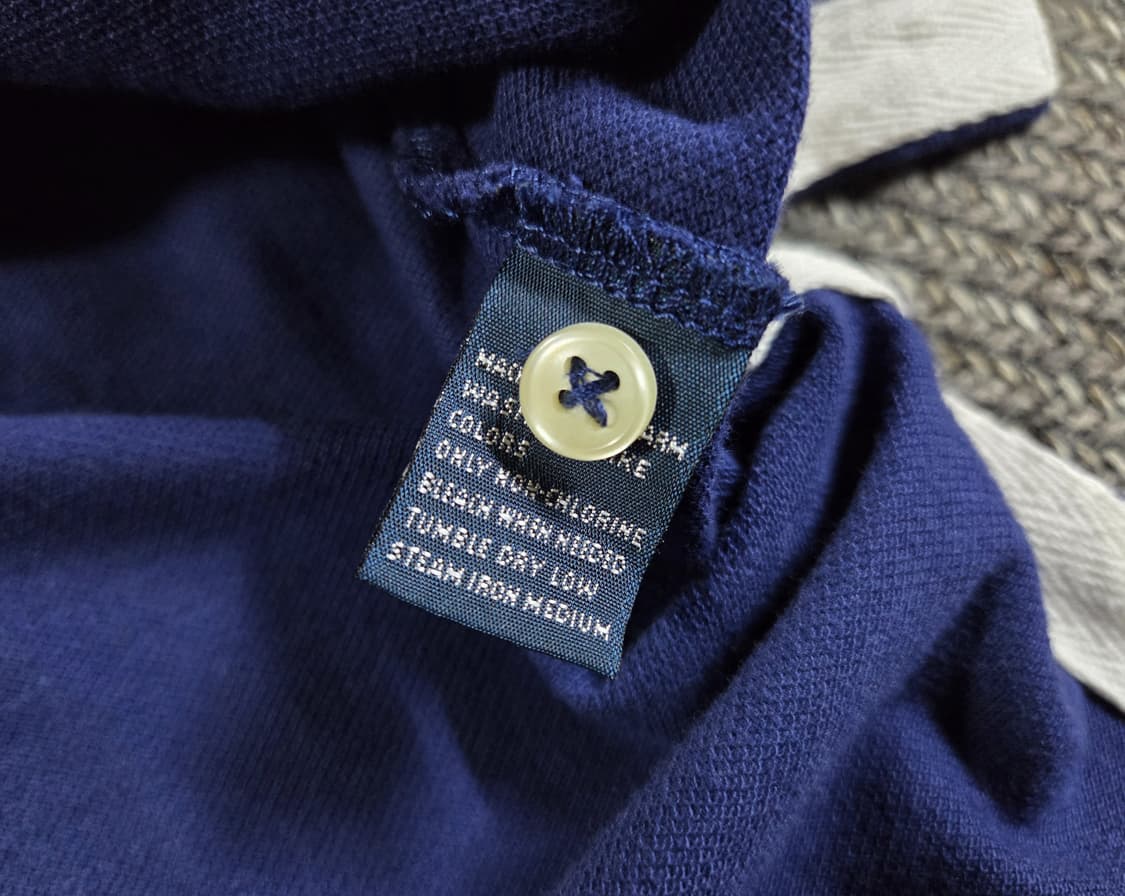 COLORS
ONLY NON-CHLORINE
BLEACH WHEN NEEDED
TUMBLE DRY LOW
STEAM IRON MEDIUM